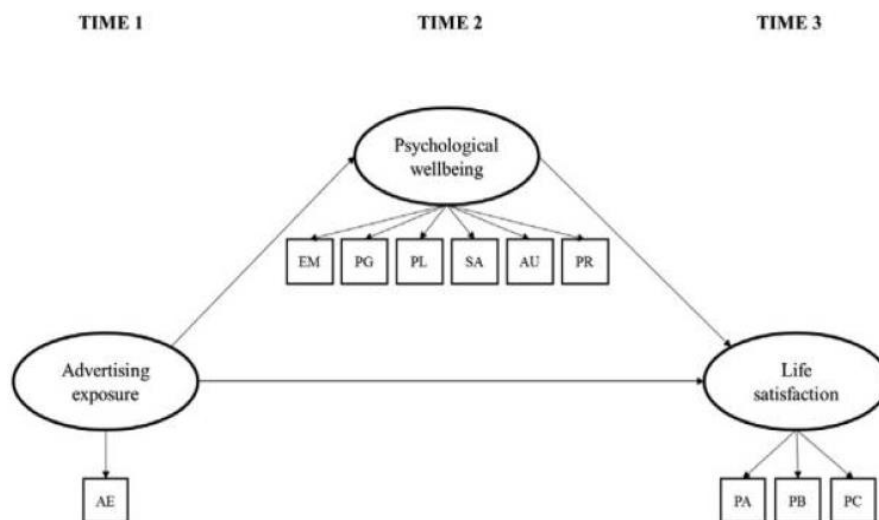 TIME 1
TIME 2
TIME 3
Psychological
wellbeing
EM
PG
PL
SA
AU
PR
Advertising
exposure
Life
satisfaction
AE
PA
PB
PC